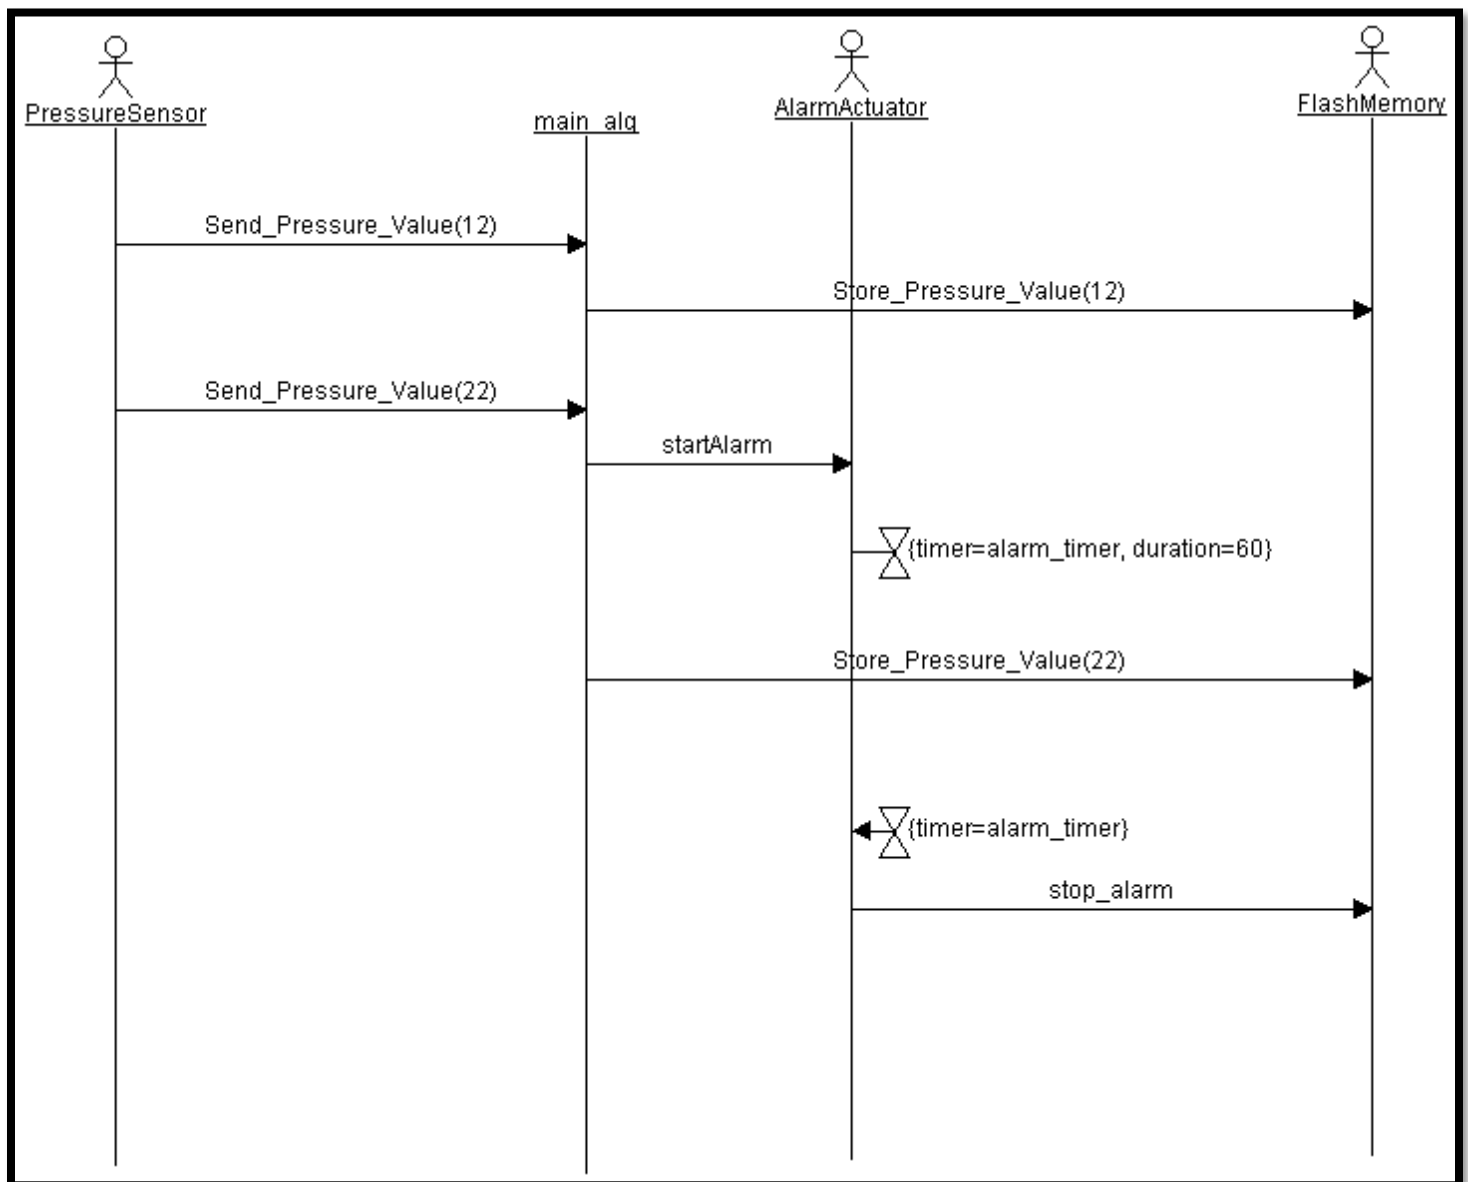 PressureSensor
main_alg
AlarmActuator
FlashMemory
Send_Pressure_Value(12)
Store_Pressure_Value(12)
Send_Pressure_Value(22)
startAlarm
{timer=alarm_timer, duration=60}
Store_Pressure_Value(22)
{timer=alarm_timer}
stop_alarm